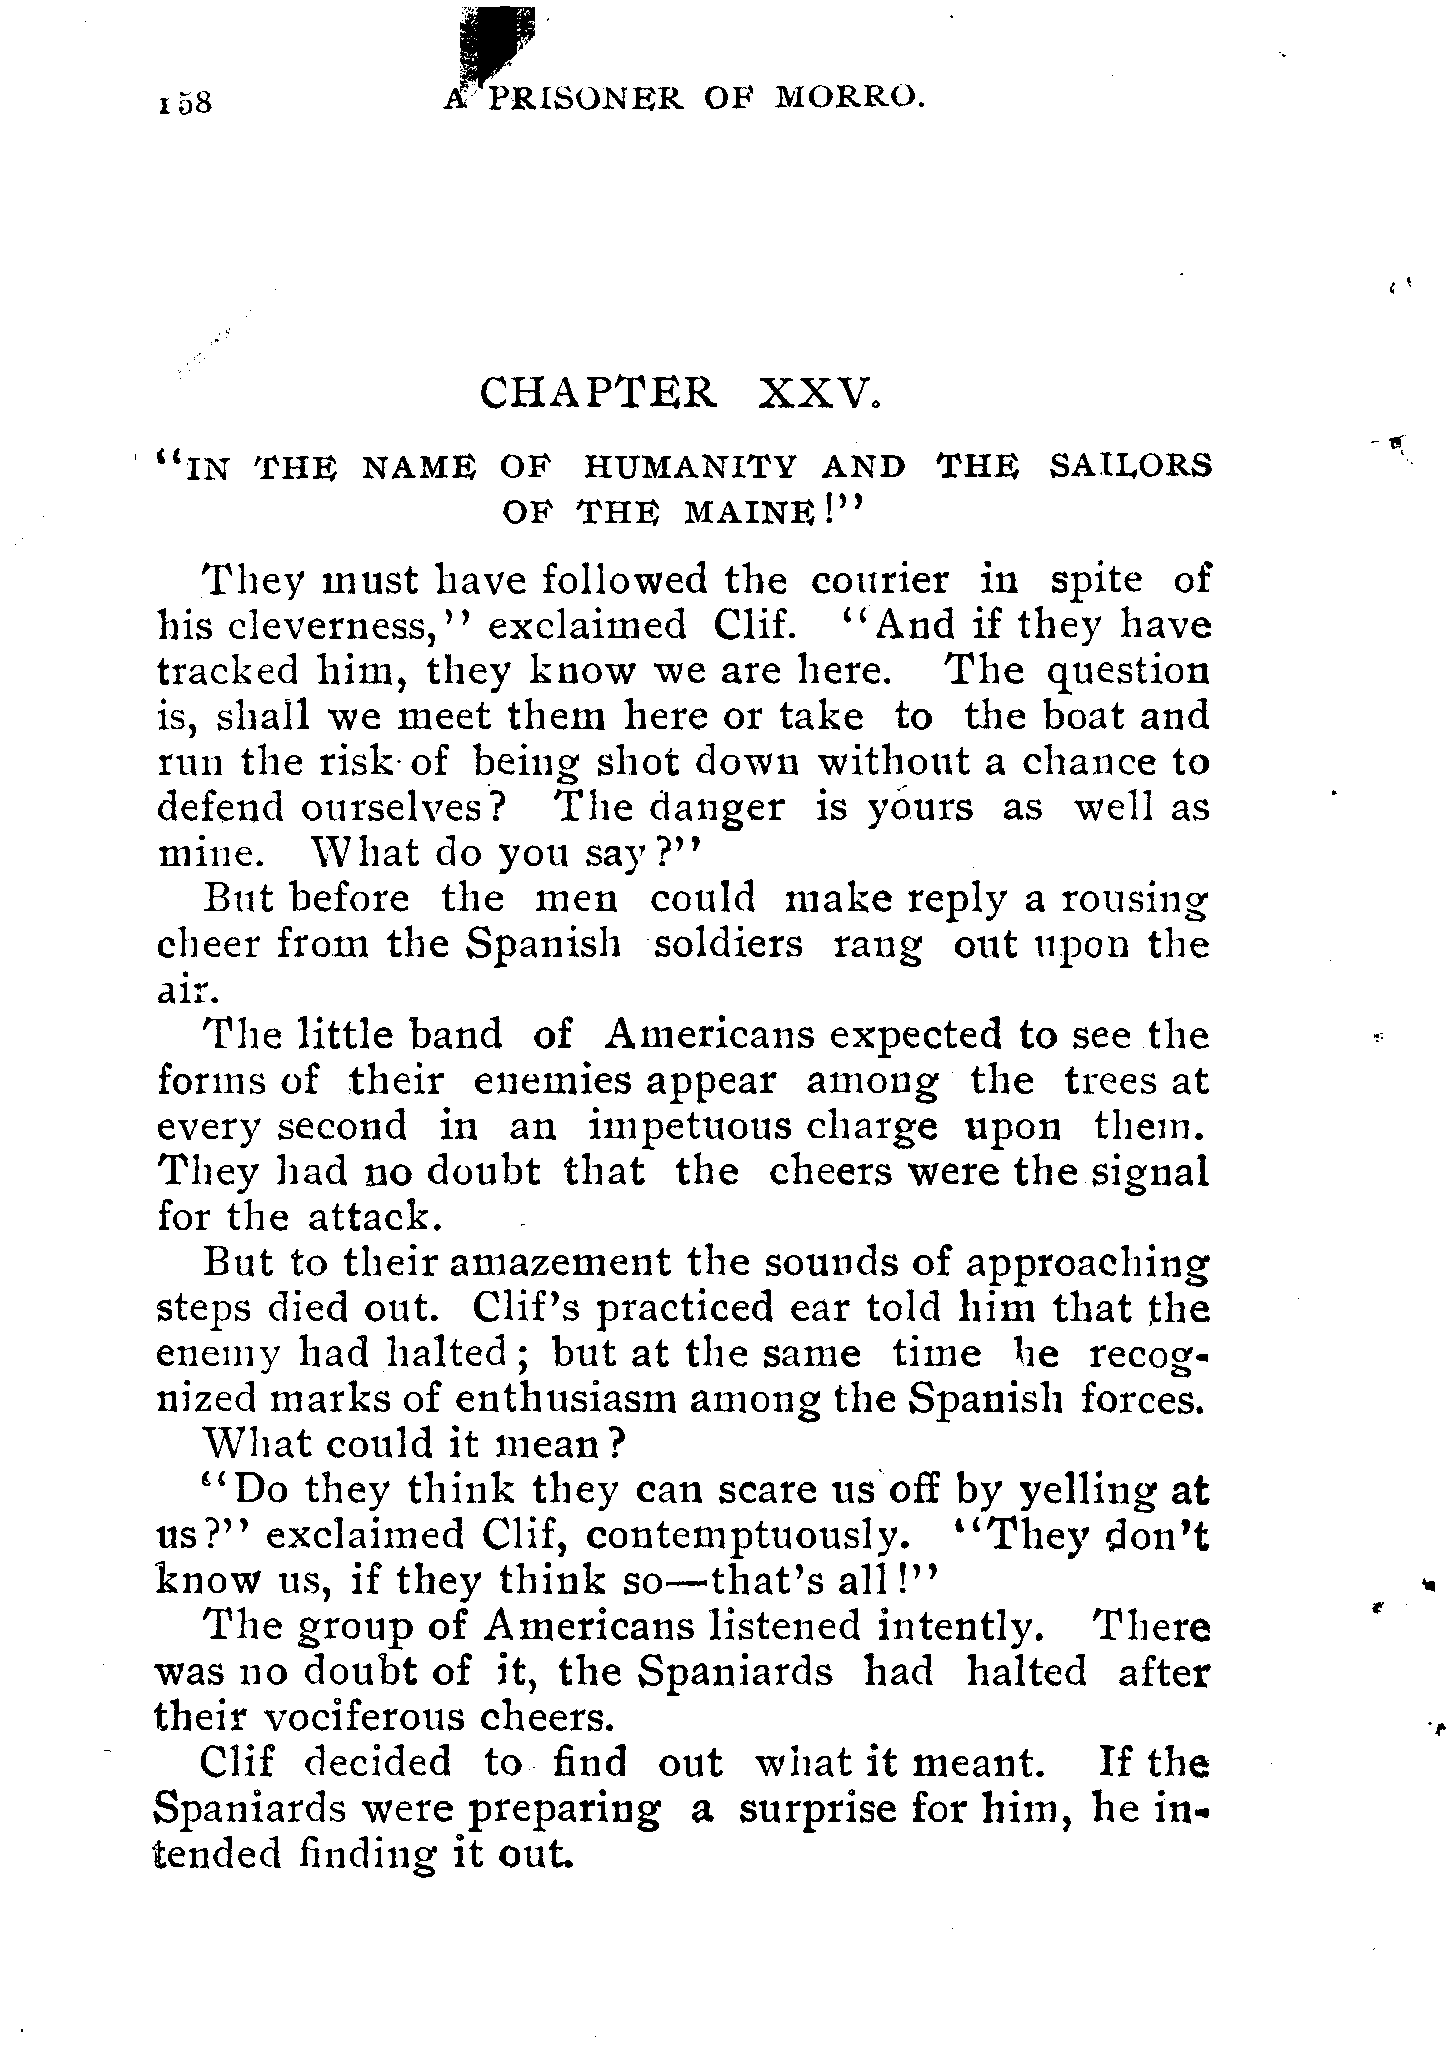 158 A PRISONER OF MORRO.
CHAPTER XXV.
“IN THE NAME OF HUMANITY AND THE SAILORS
OF THE MAINE!”
They must have followed the courier in spite of
his cleverness,” exclaimed Clif. “And if they have
tracked him, they know we are here. The question
is, shall we meet them here or take to the boat and
run the risk of being shot down without a chance to
defend ourselves? The danger is yours as well as
mine. What do you say?”
But before the men could make reply a rousing
cheer from the Spanish soldiers rang out upon the
air.
The little band of Americans expected to see the
forms of their enemies appear among the trees at
every second in an impetuous charge upon them.
They had no doubt that the cheers were the signal
for the attack.
But to their amazement the sounds of approaching
steps died out. Clif’s practiced ear told him that the
enemy had halted; but at the same time he recog-
nized marks of enthusiasm among the Spanish forces.
What could it mean?
“Do they think they can scare us off by yelling at
us?” exclaimed Clif, contemptuously. “They don’t
know us, if they think so—that’s all!”
The group of Americans listened intently. There
was no doubt of it, the Spaniards had halted after
their vociferous cheers.
Clif decided to find out what it meant. If the
Spaniards were preparing a surprise for him, he in-
tended finding it out.